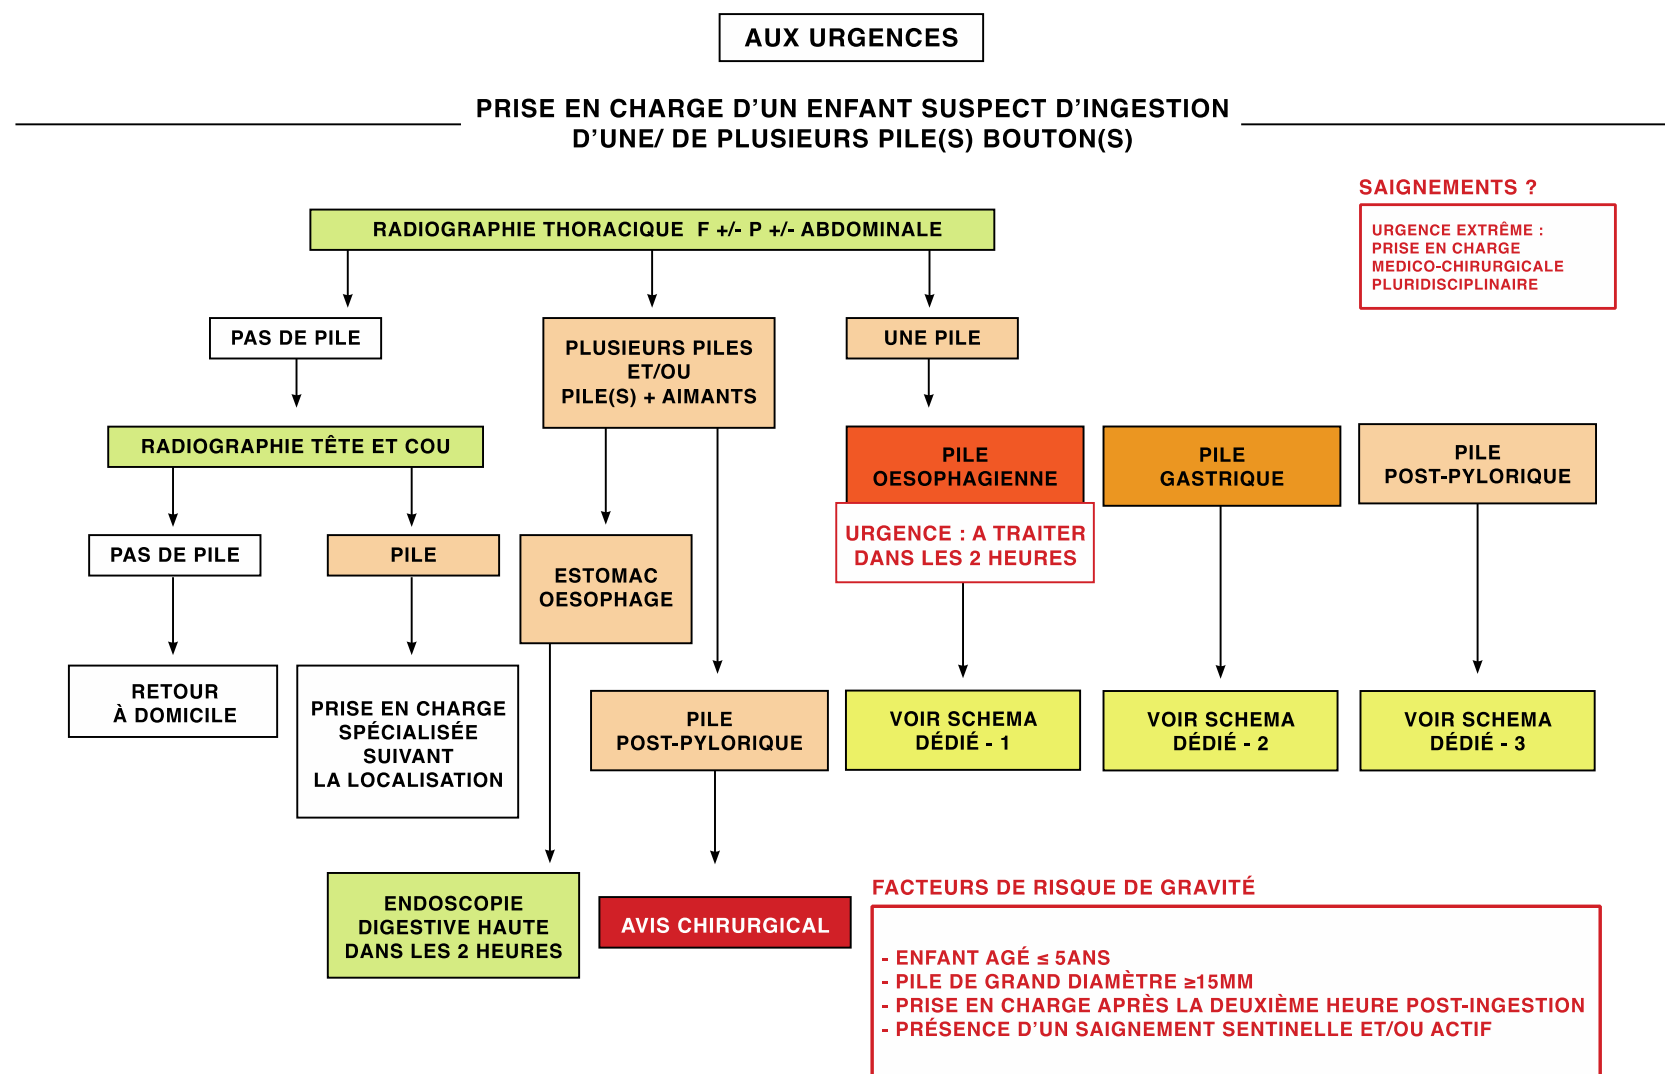 AUX URGENCES
PRISE EN CHARGE D'UN ENFANT SUSPECT D'INGESTION
D'UNE/ DE PLUSIEURS PILE(S) BOUTON(S)
SAIGNEMENTS ?
URGENCE EXTRÊME :
PRISE EN CHARGE
MEDICO-CHIRURGICALE
PLURIDISCIPLINAIRE
RADIOGRAPHIE THORACIQUE F +/- P +/- ABDOMINALE
PAS DE PILE
PLUSIEURS PILES
ET/OU
PILE(S) + AIMANTS
UNE PILE
RADIOGRAPHIE TÊTE ET COU
PILE
OESOPHAGIENNE
URGENCE : A TRAITER
DANS LES 2 HEURES
PILE
GASTRIQUE
PILE
POST-PYLORIQUE
PAS DE PILE
PILE
ESTOMAC
OESOPHAGE
RETOUR
À DOMICILE
PRISE EN CHARGE
SPÉCIALISÉE
SUIVANT
LA LOCALISATION
PILE
POST-PYLORIQUE
VOIR SCHEMA
DÉDIÉ - 1
VOIR SCHEMA
DÉDIÉ - 2
VOIR SCHEMA
DÉDIÉ - 3
ENDOSCOPIE
DIGESTIVE HAUTE
DANS LES 2 HEURES
AVIS CHIRURGICAL
FACTEURS DE RISQUE DE GRAVITÉ
- ENFANT AGÉ ≤ 5ANS
- PILE DE GRAND DIAMÈTRE ≥15MM
- PRISE EN CHARGE APRÈS LA DEUXIÈME HEURE POST-INGESTION
- PRÉSENCE D'UN SAIGNEMENT SENTINELLE ET/OU ACTIF